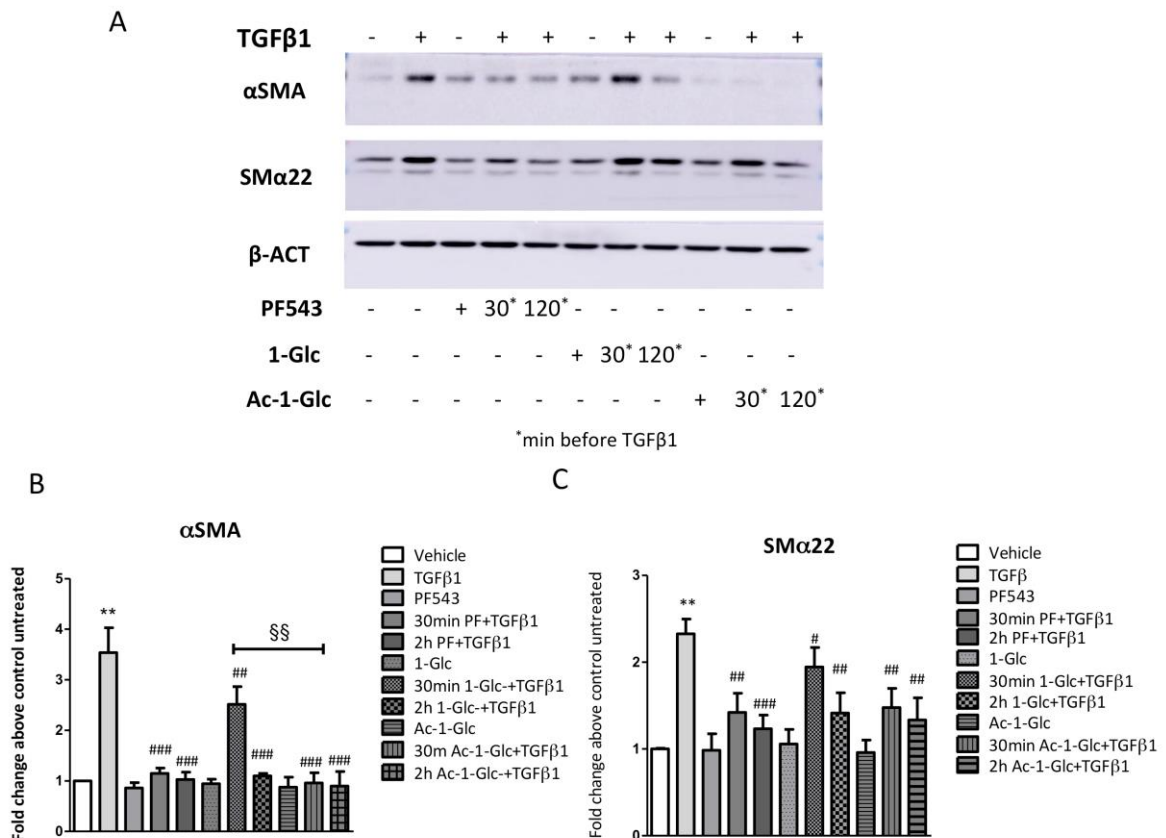 A
TGFβ1 - + - + + - + + - + +
αSMA
SMα22
β-ACT
PF543 - - + 30* 120* - - - - - -
1-Glc - - - - - + 30* 120* - - -
Ac-1-Glc - - - - - - - - + 30* 120*
*min before TGFβ1
B
αSMA
Fold change above control untreated
5
4
3
2
1
0
**
###
###
##
###
###
###
§§
Vehicle
TGFβ1
PF543
30min PF+TGFβ1
2h PF+TGFβ1
1-Glc
30min 1-Glc-+TGFβ1
2h 1-Glc-+TGFβ1
Ac-1-Glc
30m Ac-1-Glc+TGFβ1
2h Ac-1-Glc-+TGFβ1
C
SMα22
Fold change above control untreated
3
2
1
0
**
##
###
#
##
##
##
Vehicle
TGFβ
PF543
30min PF+TGFβ1
2h PF+TGFβ1
1-Glc
30min 1-Glc+TGFβ1
2h 1-Glc+TGFβ1
Ac-1-Glc
30min Ac-1-Glc+TGFβ1
2h Ac-1-Glc+TGFβ1